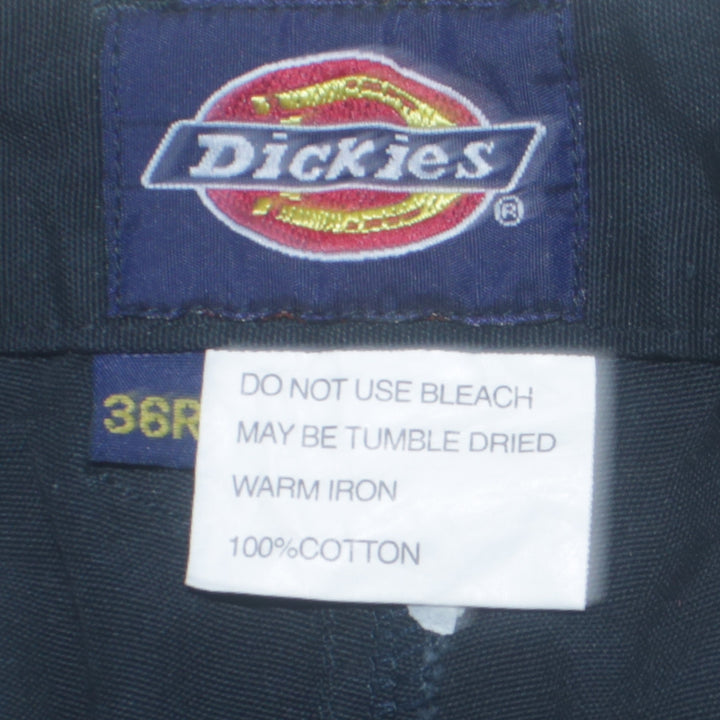 Dickies
®
36R
DO NOT USE BLEACH
MAY BE TUMBLE DRIED
WARM IRON
100%COTTON